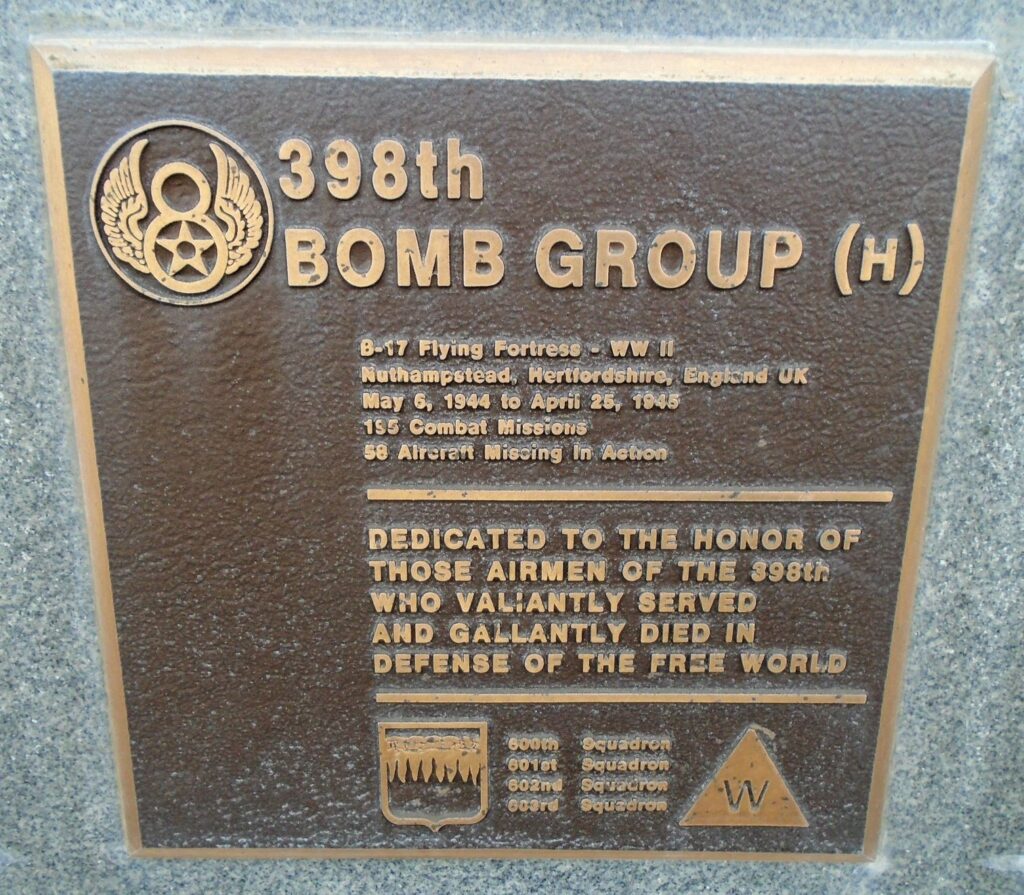 398th
BOMB GROUP (H)
B-17 Flying Fortress - WW II
Nuthampstead, Hertfordshire, England UK
May 6, 1944 to April 25, 1945
195 Combat Missions
58 Aircraft Missing In Action
DEDICATED TO THE HONOR OF
THOSE AIRMEN OF THE 398th
WHO VALIANTLY SERVED
AND GALLANTLY DIED IN
DEFENSE OF THE FREE WORLD
600th Squadron
601st Squadron
602nd Squadron
603rd Squadron
W